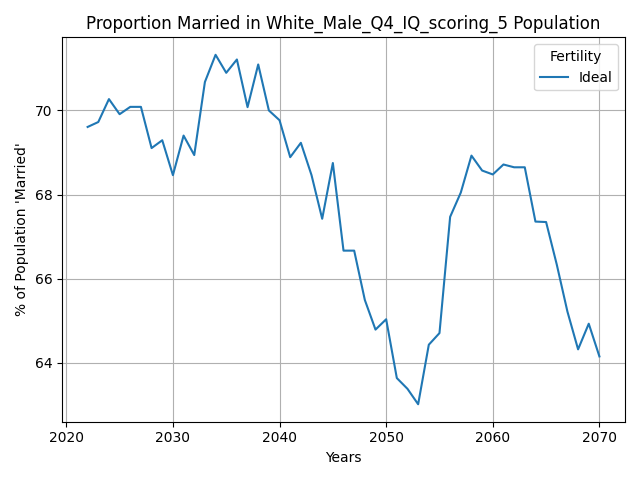 Proportion Married in White_Male_Q4_IQ_scoring_5 Population
Fertility
Ideal
% of Population 'Married'
70
68
66
64
2020
2030
2040
2050
2060
2070
Years